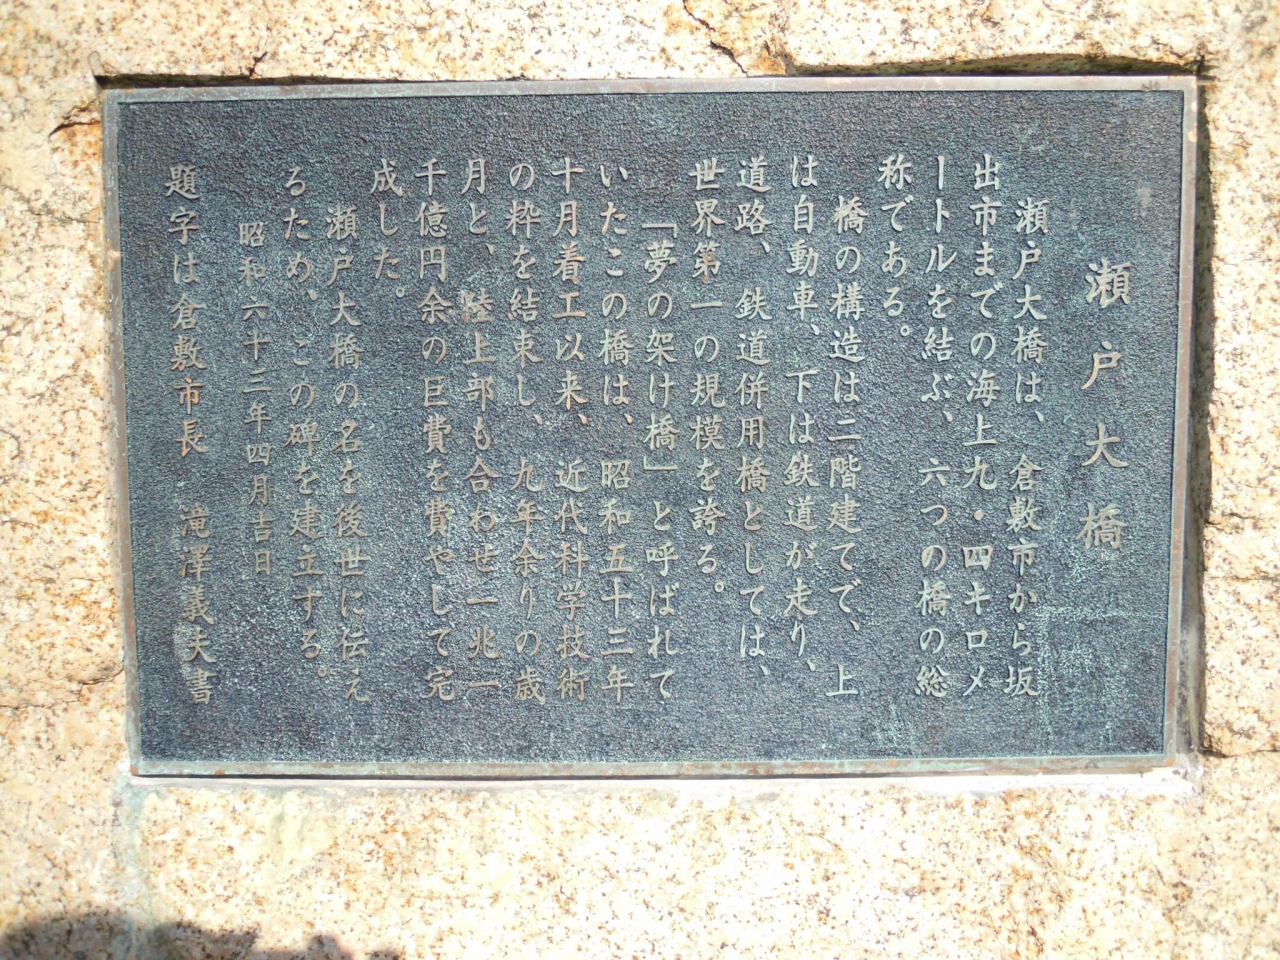 瀬戸大橋
瀬戸大橋は、倉敷市から坂
出市までの海上九・四キロメ
ートルを結ぶ、六つの橋の総
称である。
橋の構造は二階建てで、上
は自動車、下は鉄道が走り、
道路、鉄道併用橋としては、
世界第一の規模を誇る。
「夢の架け橋」と呼ばれて
いたこの橋は、昭和五十三年
十月着工以来、近代科学技術
の粋を結束し、九年余りの歳
月と、陸上部も合わせ一兆一
千億円余の巨費を費やして完
成した。
瀬戸大橋の名を後世に伝え
るため、この碑を建立する。
昭和六十三年四月吉日
題字は倉敷市長 滝澤義夫書